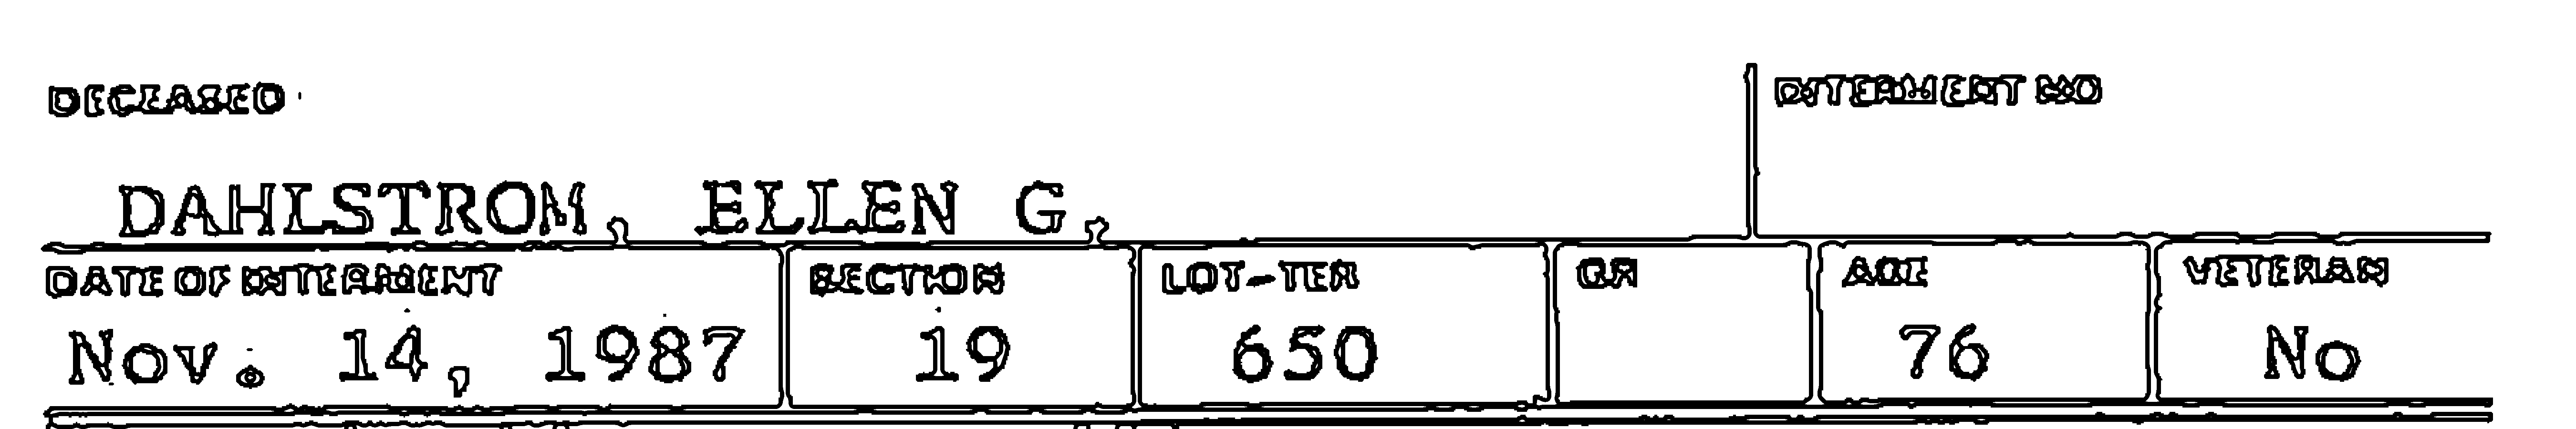 DECEASED
INTERMENT NO
DAHLSTROM, ELLEN G.
DATE OF INTERMENT SECTION LOT-TER GR AGE VETERAN
Nov. 14, 1987 19 650 76 No